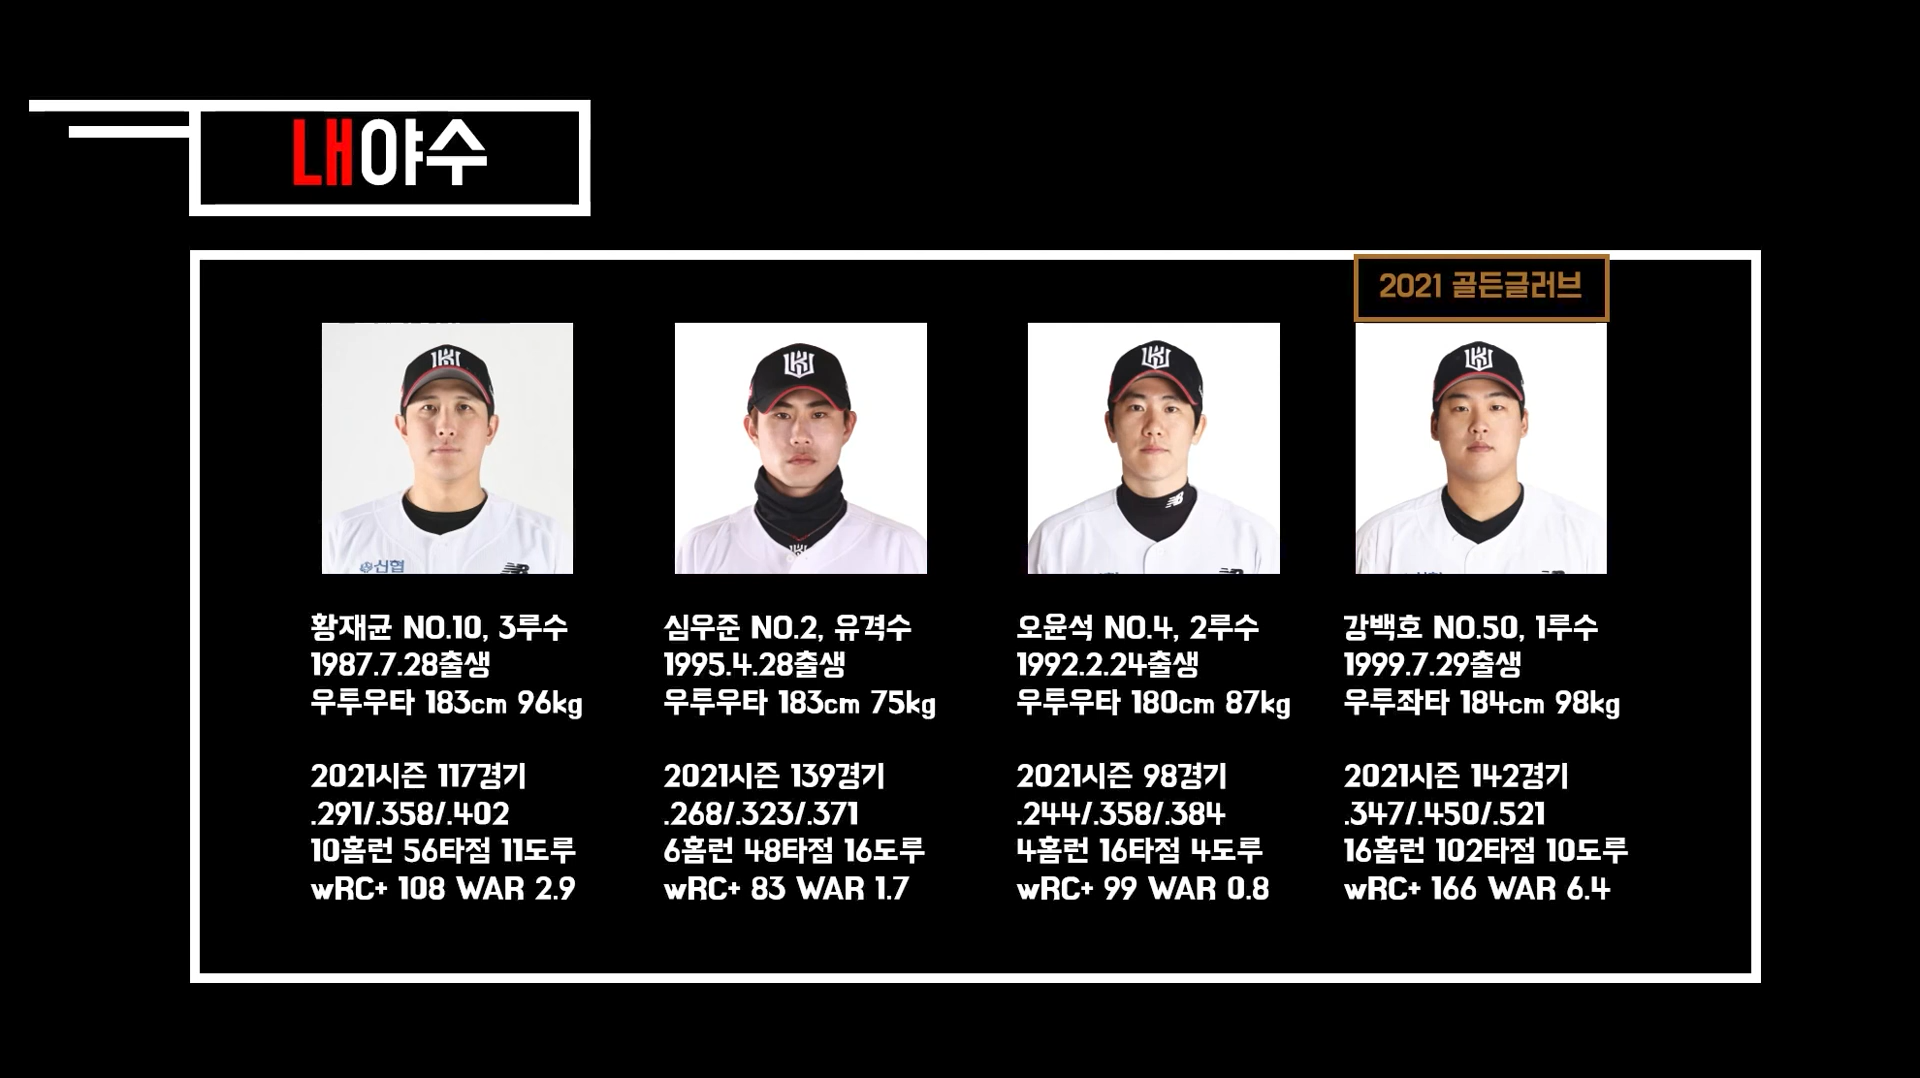 내야수
2021 골든글러브
신협
황재균 NO.10, 3루수
1987.7.28출생
우투우타 183cm 96kg
2021시즌 117경기
.291/.358/.402
10홈런 56타점 11도루
wRC+ 108 WAR 2.9
심우준 NO.2, 유격수
1995.4.28출생
우투우타 183cm 75kg
2021시즌 139경기
.268/.323/.371
6홈런 48타점 16도루
wRC+ 83 WAR 1.7
오윤석 NO.4, 2루수
1992.2.24출생
우투우타 180cm 87kg
2021시즌 98경기
.244/.358/.384
4홈런 16타점 4도루
wRC+ 99 WAR 0.8
강백호 NO.50, 1루수
1999.7.29출생
우투좌타 184cm 98kg
2021시즌 142경기
.347/.450/.521
16홈런 102타점 10도루
wRC+ 166 WAR 6.4